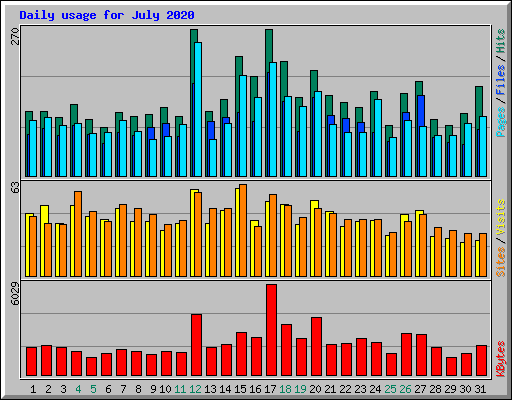 Daily usage for July 2020
270
Pages / Files / Hits
63
Sites / Visits
6029
KBytes
1 2 3 4 5 6 7 8 9 10 11 12 13 14 15 16 17 18 19 20 21 22 23 24 25 26 27 28 29 30 31